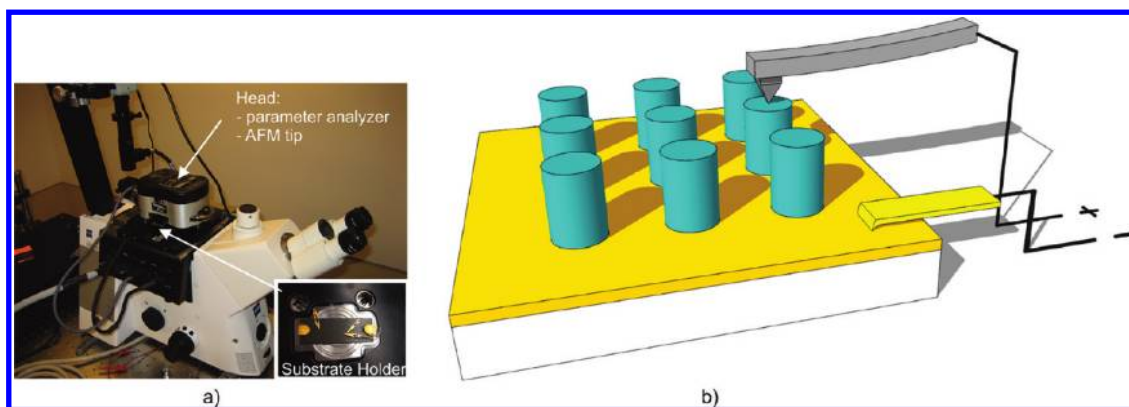 Head:
- parameter analyzer
- AFM tip
Substrate Holder
+
-
a)
b)